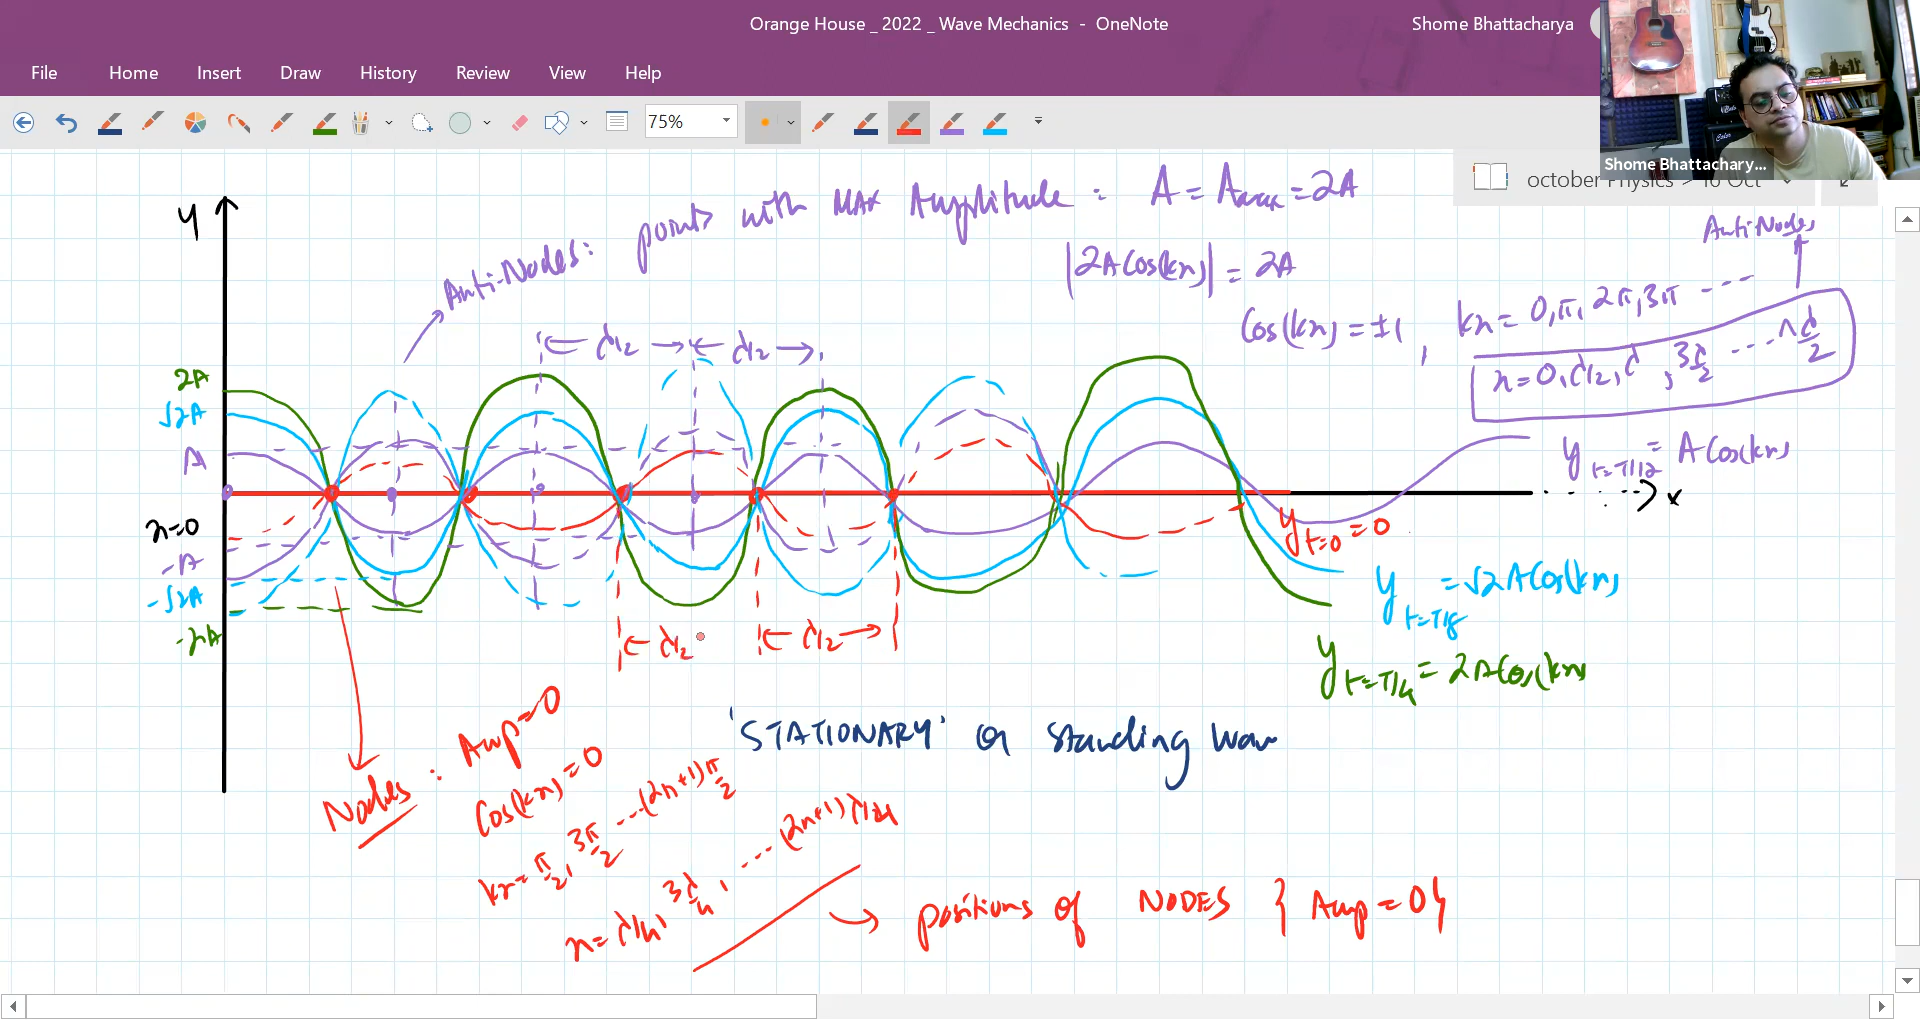 Orange House _ 2022 _ Wave Mechanics - OneNote
Shome Bhattacharya
File Home Insert Draw History Review View Help
75%
Shome Bhattachary...
october Physics > 16 Oct
Anti-Nodes: points with MAX Amplitude : A = Amax = 2A
|2A Cos(kx)| = 2A
Cos(kx) = ±1 , kx = 0, π, 2π, 3π ---
x = 0, λ/2, λ, 3λ/2 ---- nλ/2
AntiNodes
y
λ/2 λ/2
2A
√2A
A
x=0
-A
-√2A
-2A
y t=T/12 = A Cos(kx)
x
y t=0 = 0
y t=T/8 = √2A Cos(kx)
y t=T/4 = 2A Cos(kx)
λ/2 λ/2
'STATIONARY' or Standing wave
Nodes : Amp=0
Cos(kx) = 0
kx = π/2, 3π/2 ---(2n+1)π/2
x = λ/4, 3λ/4, ---- (2n+1)λ/4
positions of NODES { Amp = 0 }